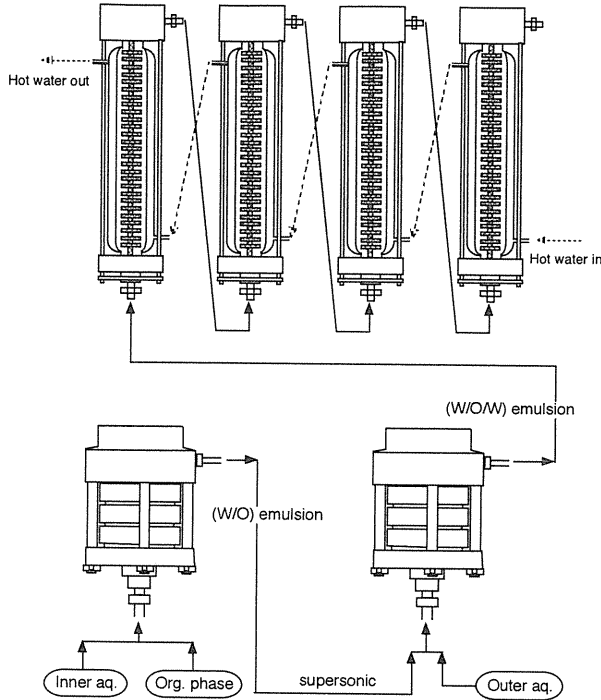 Hot water out
Hot water in
(W/O/W) emulsion
(W/O) emulsion
Inner aq.
Org. phase
supersonic
Outer aq.